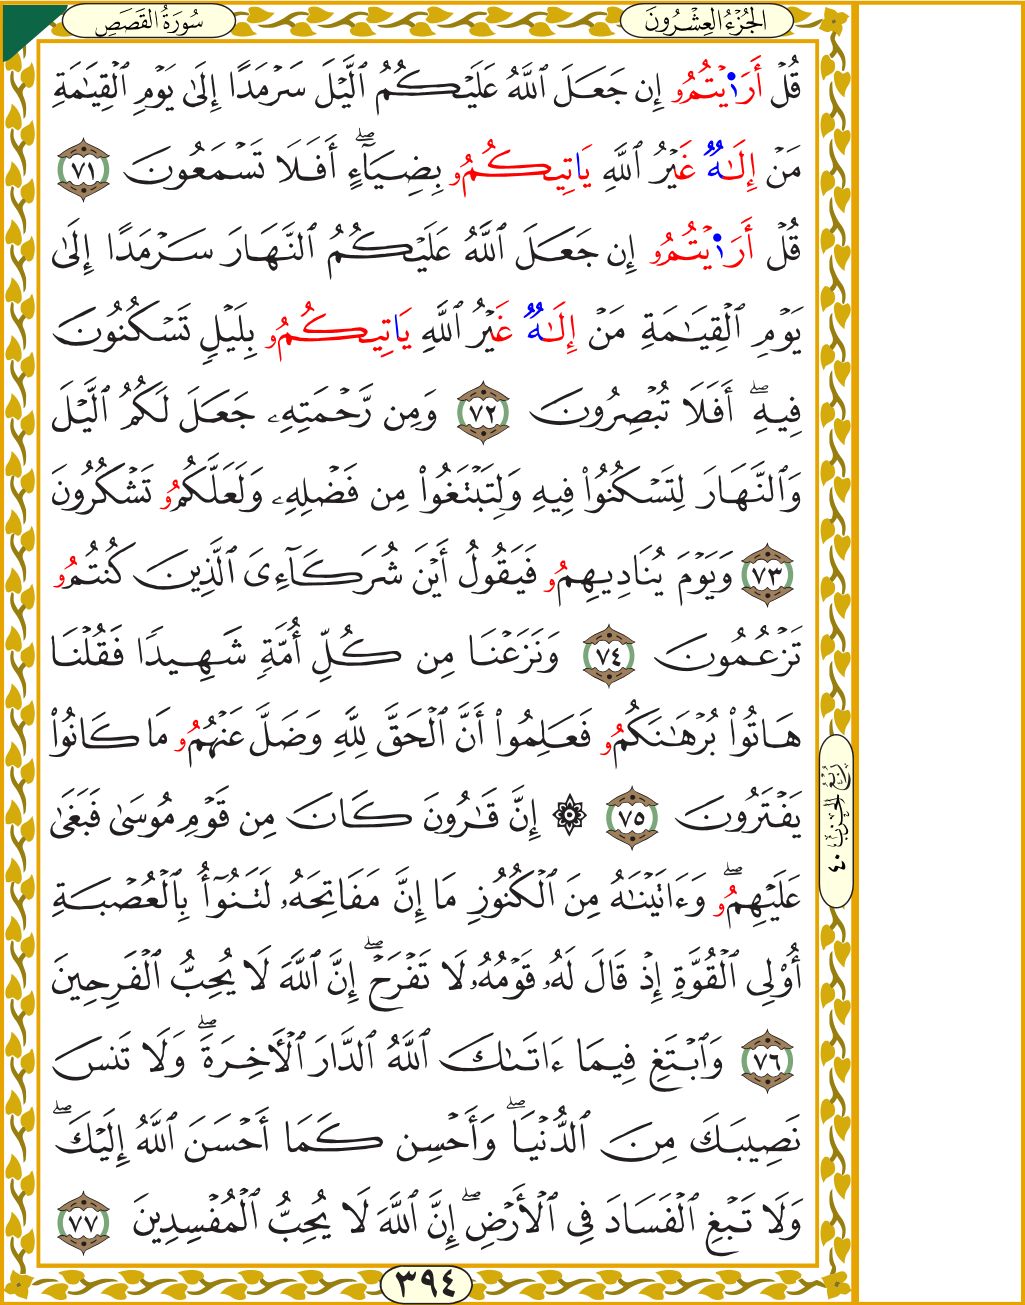 الجُزْءُ العِشْرُونَ
سُورَةُ القَصَصِ
قُلْ أَرَٰ۬يْتُمُۥ إِن جَعَلَ ٱللَّهُ عَلَيْكُمُ ٱلَّيْلَ سَرْمَدًا إِلَىٰ يَوْمِ ٱلْقِيَٰمَةِ
مَنْ إِلَٰهٌ غَيْرُ ٱللَّهِ يَاتِيكُمُۥ بِضِيَآءٍۖ أَفَلَا تَسْمَعُونَ ٧١
قُلْ أَرَٰ۬يْتُمُۥ إِن جَعَلَ ٱللَّهُ عَلَيْكُمُ ٱلنَّهَارَ سَرْمَدًا إِلَىٰ
يَوْمِ ٱلْقِيَٰمَةِ مَنْ إِلَٰهٌ غَيْرُ ٱللَّهِ يَاتِيكُمُۥ بِلَيْلٍ تَسْكُنُونَ
فِيهِۖ أَفَلَا تُبْصِرُونَ ٧٢ وَمِن رَّحْمَتِهِۦ جَعَلَ لَكُمُ ٱلَّيْلَ
وَٱلنَّهَارَ لِتَسْكُنُوا۟ فِيهِ وَلِتَبْتَغُوا۟ مِن فَضْلِهِۦ وَلَعَلَّكُمُۥ تَشْكُرُونَ
٧٣ وَيَوْمَ يُنَادِيهِمُۥ فَيَقُولُ أَيْنَ شُرَكَآءِىَ ٱلَّذِينَ كُنتُمُۥ
تَزْعُمُونَ ٧٤ وَنَزَعْنَا مِن كُلِّ أُمَّةٍ شَهِيدًا فَقُلْنَا
هَاتُوا۟ بُرْهَٰنَكُمُۥ فَعَلِمُوا۟ أَنَّ ٱلْحَقَّ لِلَّهِ وَضَلَّ عَنْهُمُۥ مَا كَانُوا۟
يَفْتَرُونَ ٧٥ ۞ إِنَّ قَٰرُونَ كَانَ مِن قَوْمِ مُوسَىٰ فَبَغَىٰ
عَلَيْهِمُۥۖ وَءَاتَيْنَٰهُ مِنَ ٱلْكُنُوزِ مَا إِنَّ مَفَاتِحَهُۥ لَتَنُوٓأُ بِٱلْعُصْبَةِ
أُو۟لِى ٱلْقُوَّةِ إِذْ قَالَ لَهُۥ قَوْمُهُۥ لَا تَفْرَحْۖ إِنَّ ٱللَّهَ لَا يُحِبُّ ٱلْفَرِحِينَ
٧٦ وَٱبْتَغِ فِيمَا ءَاتَىٰكَ ٱللَّهُ ٱلدَّارَ ٱلْأَخِرَةَۖ وَلَا تَنسَ
نَصِيبَكَ مِنَ ٱلدُّنْيَاۖ وَأَحْسِن كَمَا أَحْسَنَ ٱللَّهُ إِلَيْكَۖ
وَلَا تَبْغِ ٱلْفَسَادَ فِى ٱلْأَرْضِۖ إِنَّ ٱللَّهَ لَا يُحِبُّ ٱلْمُفْسِدِينَ ٧٧
رُبْعُ الحِزْبِ ٤٠
٣٩٤